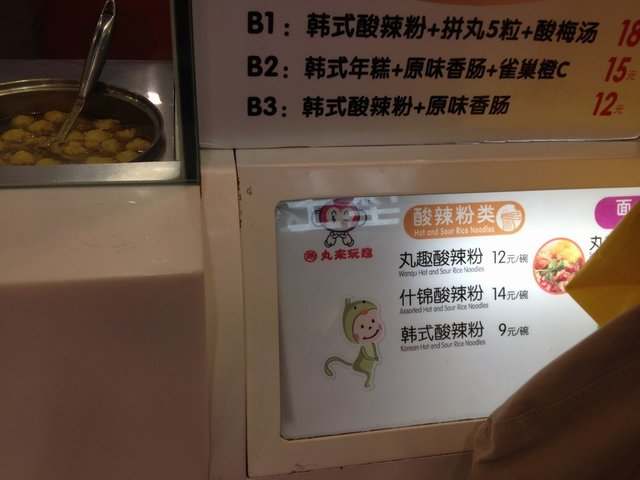 B1：韩式酸辣粉+拼丸5粒+酸梅汤 18
B2：韩式年糕+原味香肠+雀巢橙C 15元
B3：韩式酸辣粉+原味香肠 12元
丸来玩趣
酸辣粉类
Hot and Sour Rice Noodles
丸趣酸辣粉 12元/碗
Wanqu Hot and Sour Rice Noodles
什锦酸辣粉 14元/碗
Assorted Hot and Sour Rice Noodles
韩式酸辣粉 9元/碗
Korean Hot and Sour Rice Noodles
面
丸